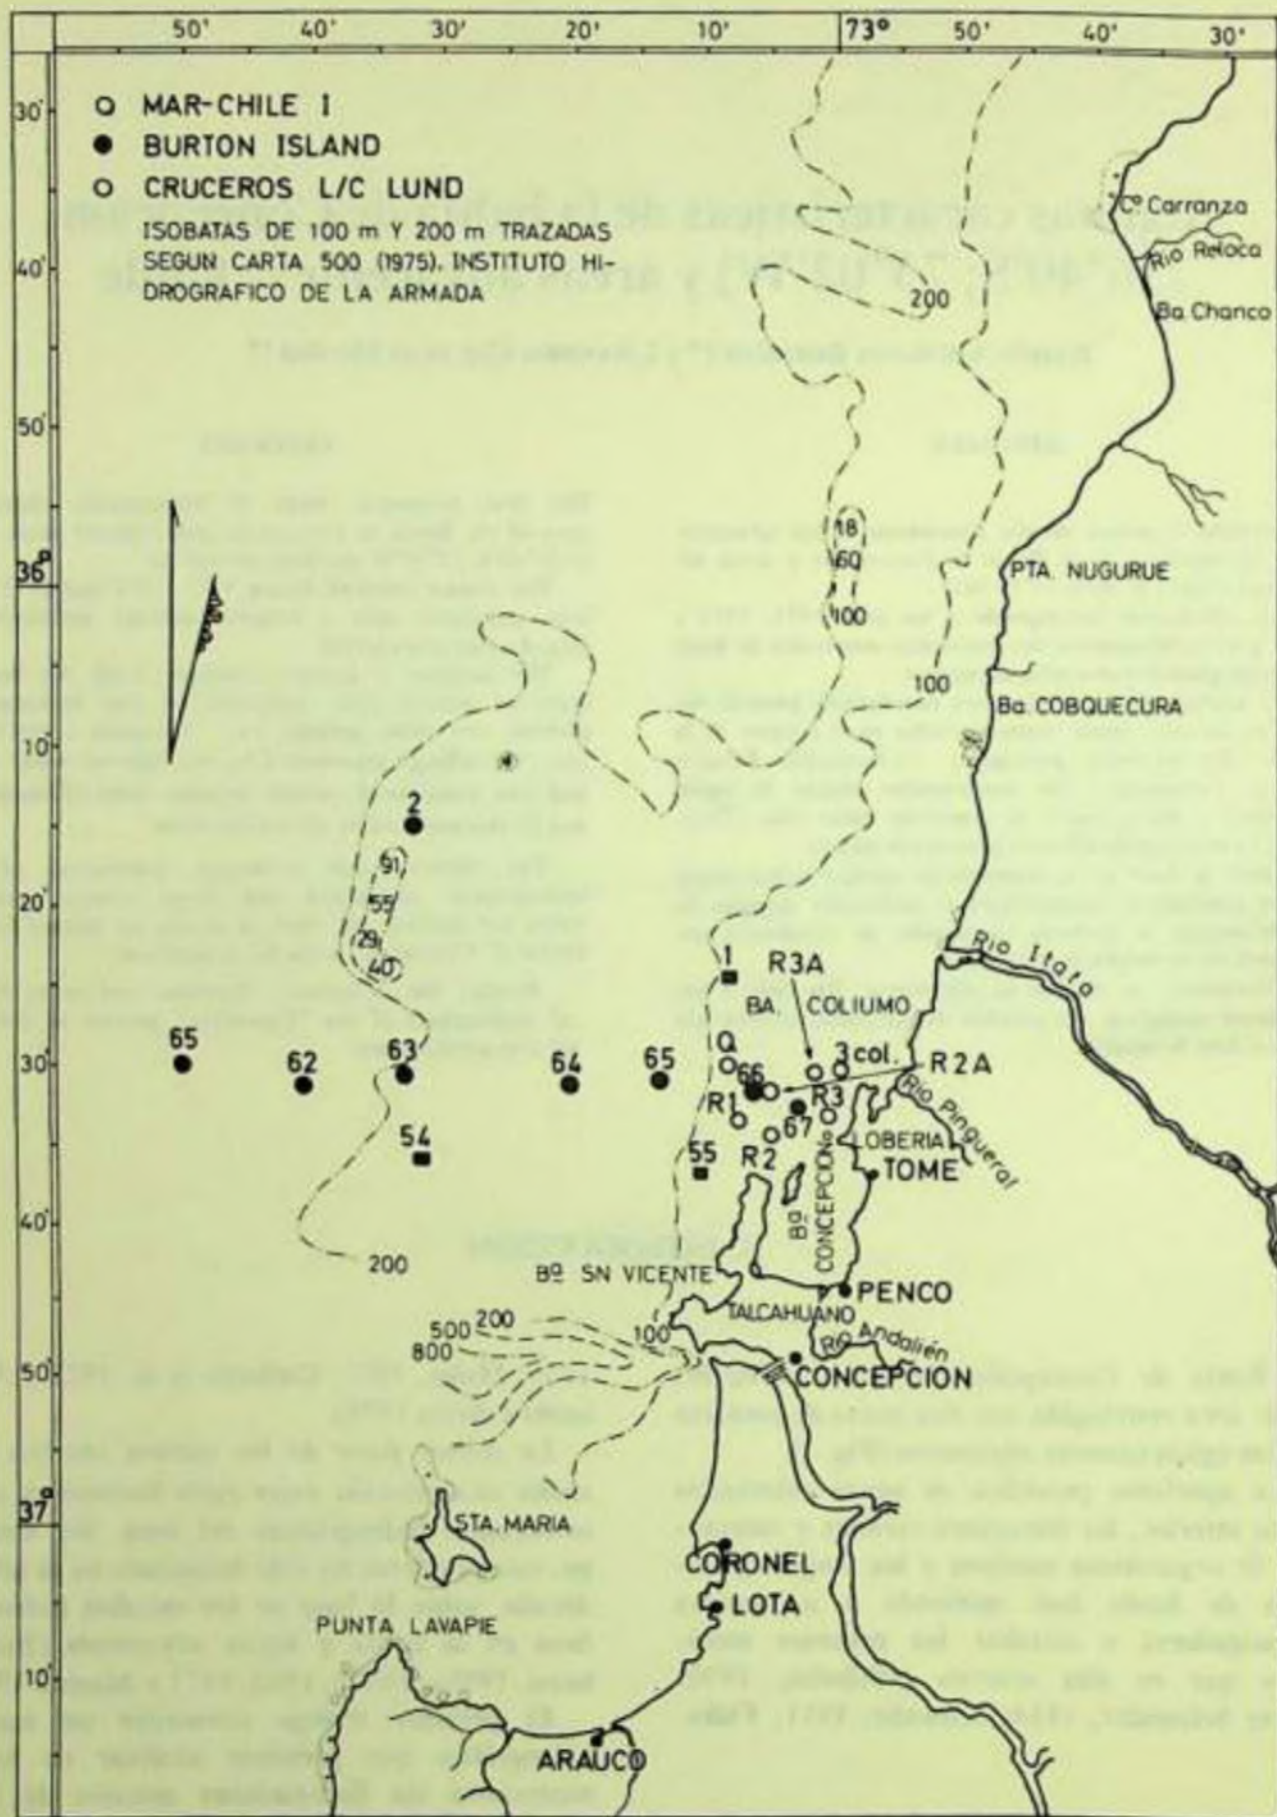 50' 40' 30' 20' 10' 73° 50' 40' 30'
30'
MAR-CHILE I
BURTON ISLAND
CRUCEROS L/C LUND
ISOBATAS DE 100 m Y 200 m TRAZADAS
SEGUN CARTA 500 (1975). INSTITUTO HI-
DROGRAFICO DE LA ARMADA
Cº Carranza
Rio Reloca
40'
200
Ba. Chanco
50'
18
60
100
36º
PTA. NUGURUE
100
Ba. COBQUECURA
10'
2
91
55
29
40
20'
Rio Itata
1
R3A
BA. COLIUMO
65
62
63
64
65
Q
66
3 col.
R2A
30'
R1
R3
67
R2
Rio Pingueral
LOBERIA
54
55
TOME
Bª CONCEPCION
40'
200
Bª SN VICENTE
PENCO
TALCAHUANO
Rio Andalién
200
500
800
100
50'
CONCEPCION
37º
STA. MARIA
CORONEL
LOTA
PUNTA LAVAPIE
10'
ARAUCO